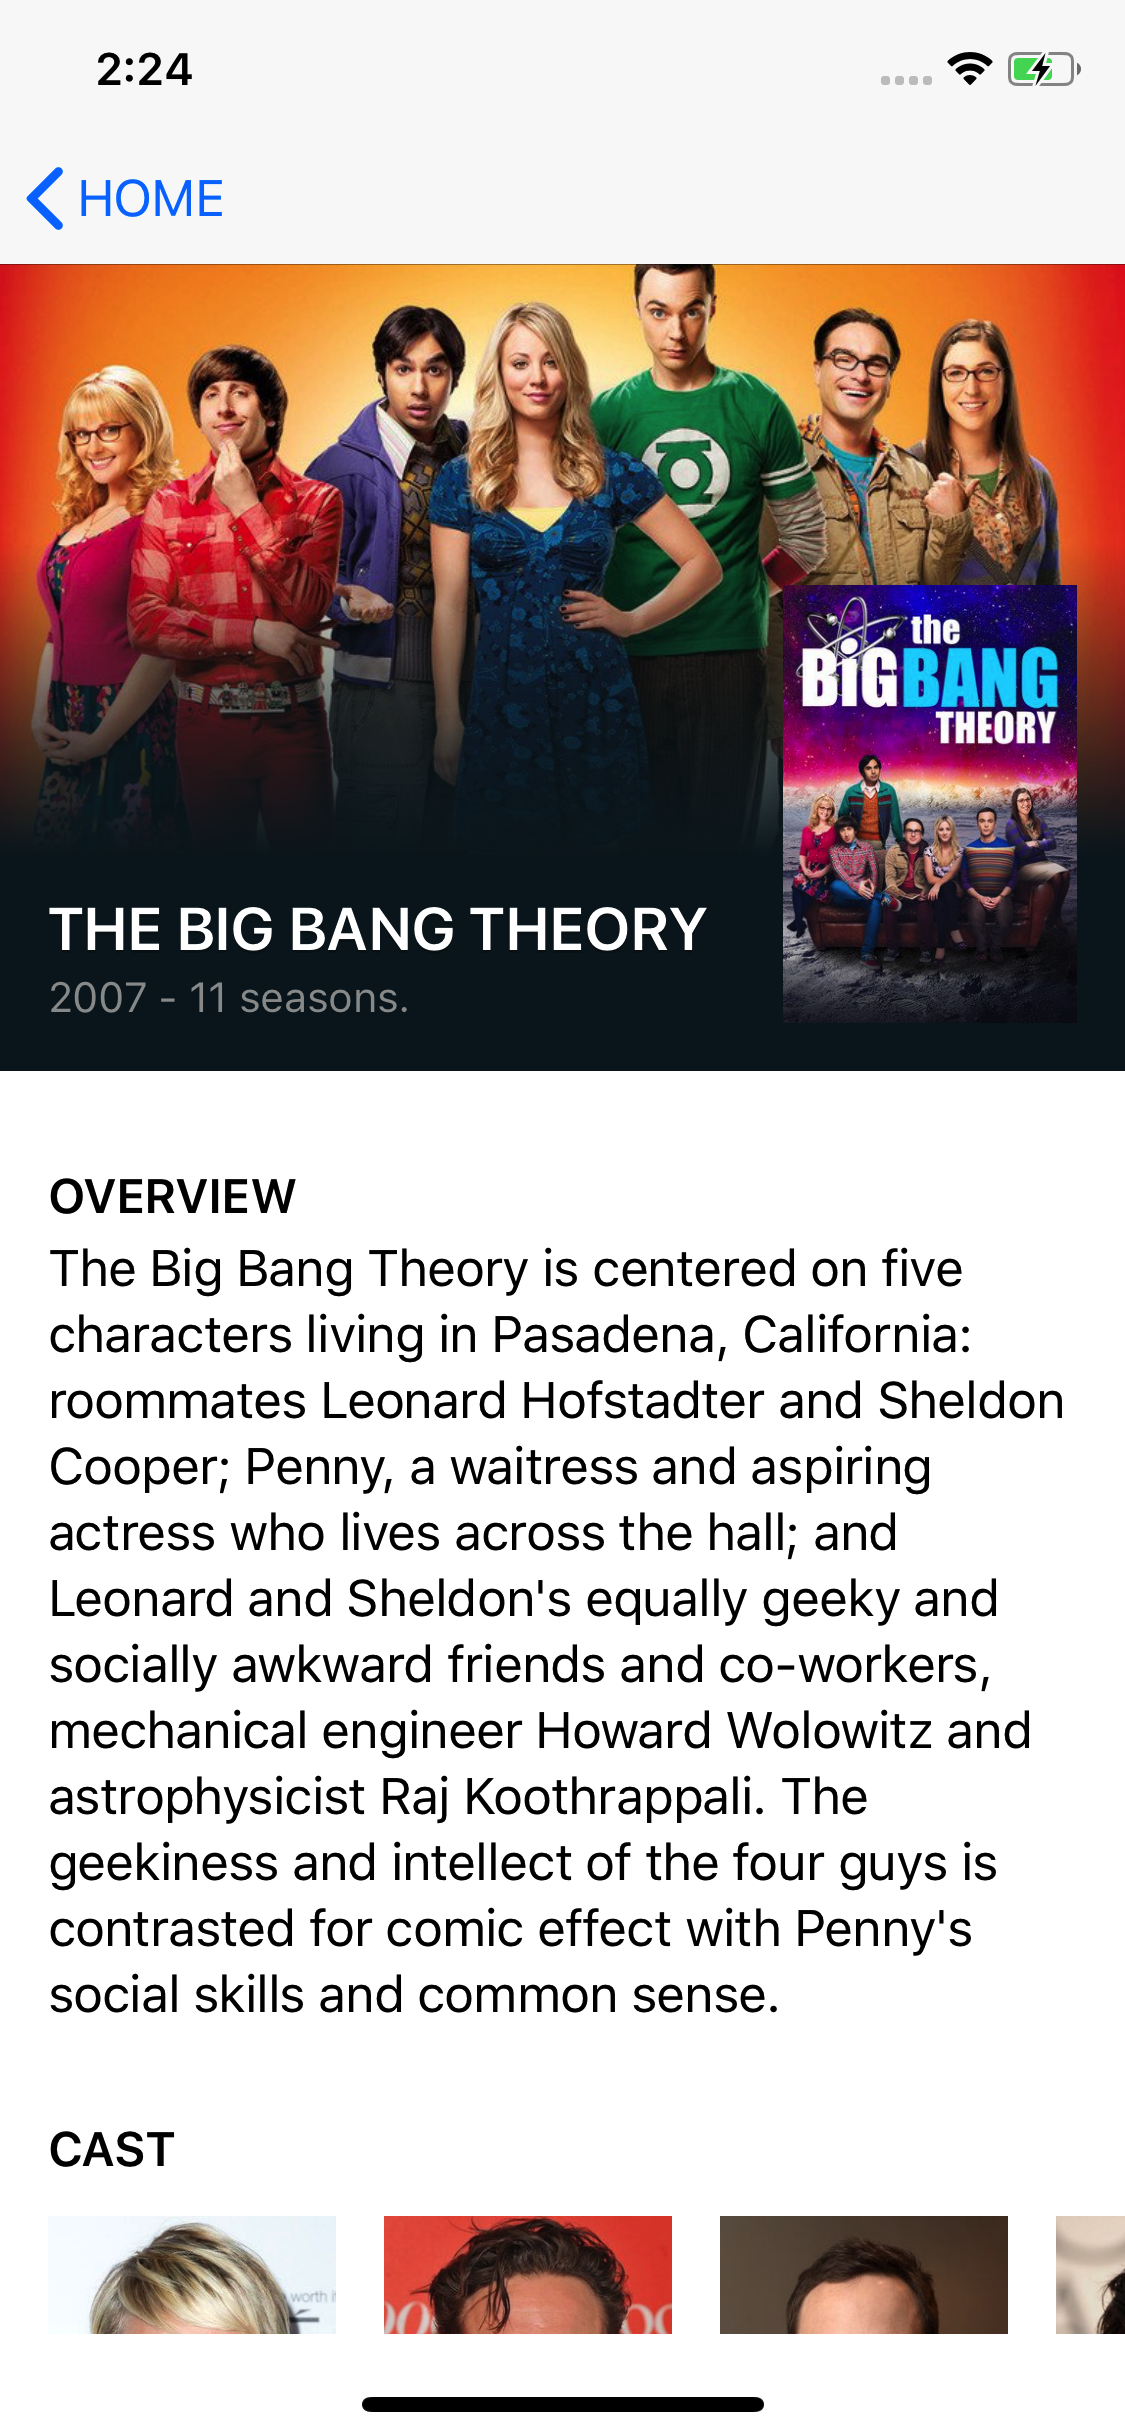 2:24
HOME
the
BiG BANG
THEORY
THE BIG BANG THEORY
2007 - 11 seasons.
OVERVIEW
The Big Bang Theory is centered on five
characters living in Pasadena, California:
roommates Leonard Hofstadter and Sheldon
Cooper; Penny, a waitress and aspiring
actress who lives across the hall; and
Leonard and Sheldon's equally geeky and
socially awkward friends and co-workers,
mechanical engineer Howard Wolowitz and
astrophysicist Raj Koothrappali. The
geekiness and intellect of the four guys is
contrasted for comic effect with Penny's
social skills and common sense.
CAST
worth